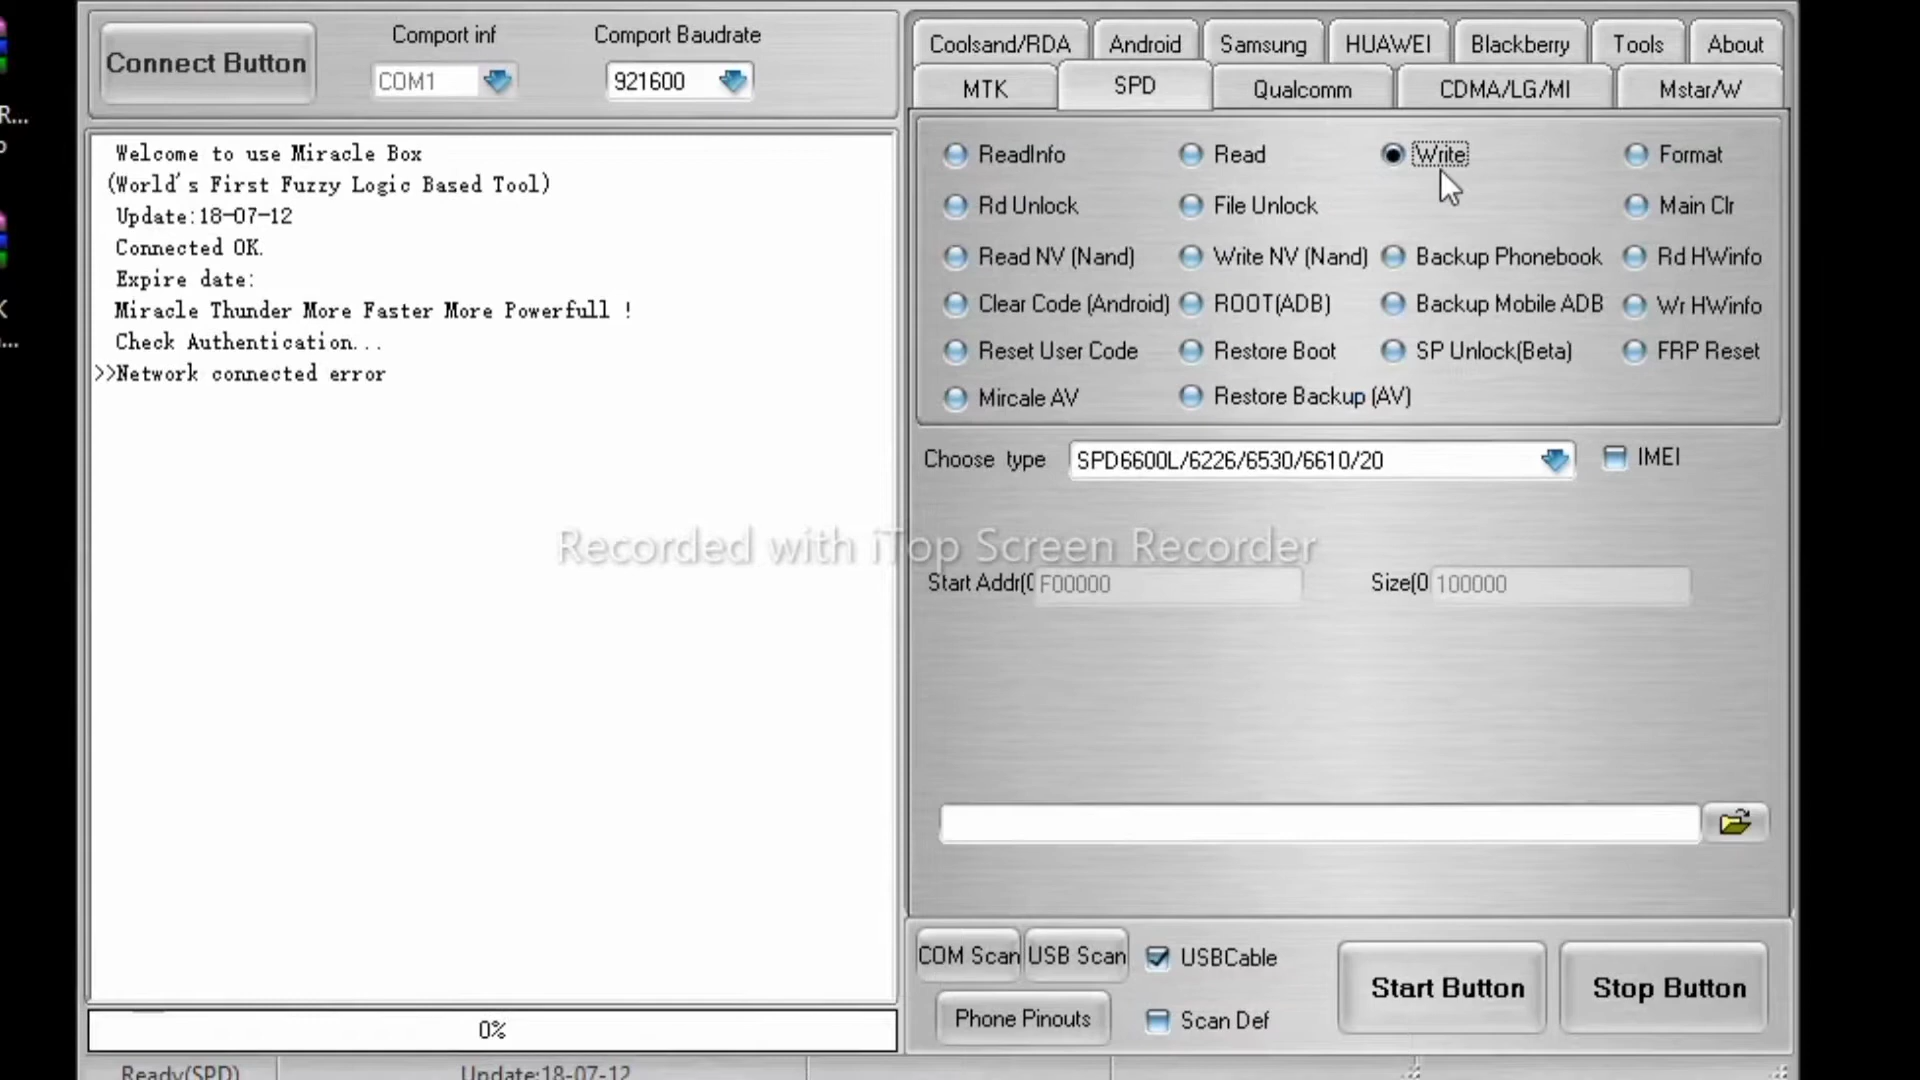 Connect Button
Comport inf
Comport Baudrate
COM1
921600
Welcome to use Miracle Box
(World's First Fuzzy Logic Based Tool)
Update:18-07-12
Connected OK.
Expire date:
Miracle Thunder More Faster More Powerfull !
Check Authentication...
>>Network connected error
0%
Ready(SPD)
Update:18-07-12
Coolsand/RDA
Android
Samsung
HUAWEI
Blackberry
Tools
About
MTK
SPD
Qualcomm
CDMA/LG/MI
Mstar/W
ReadInfo
Read
Write
Format
Rd Unlock
File Unlock
Main Clr
Read NV (Nand)
Write NV (Nand)
Backup Phonebook
Rd HWinfo
Clear Code (Android)
ROOT(ADB)
Backup Mobile ADB
Wr HWinfo
Reset User Code
Restore Boot
SP Unlock(Beta)
FRP Reset
Mircale AV
Restore Backup (AV)
Choose type
SPD6600L/6226/6530/6610/20
IMEI
Recorded with iTop Screen Recorder
Start Addr(0
F00000
Size(0
100000
COM Scan
USB Scan
USBCable
Start Button
Stop Button
Phone Pinouts
Scan Def
R...